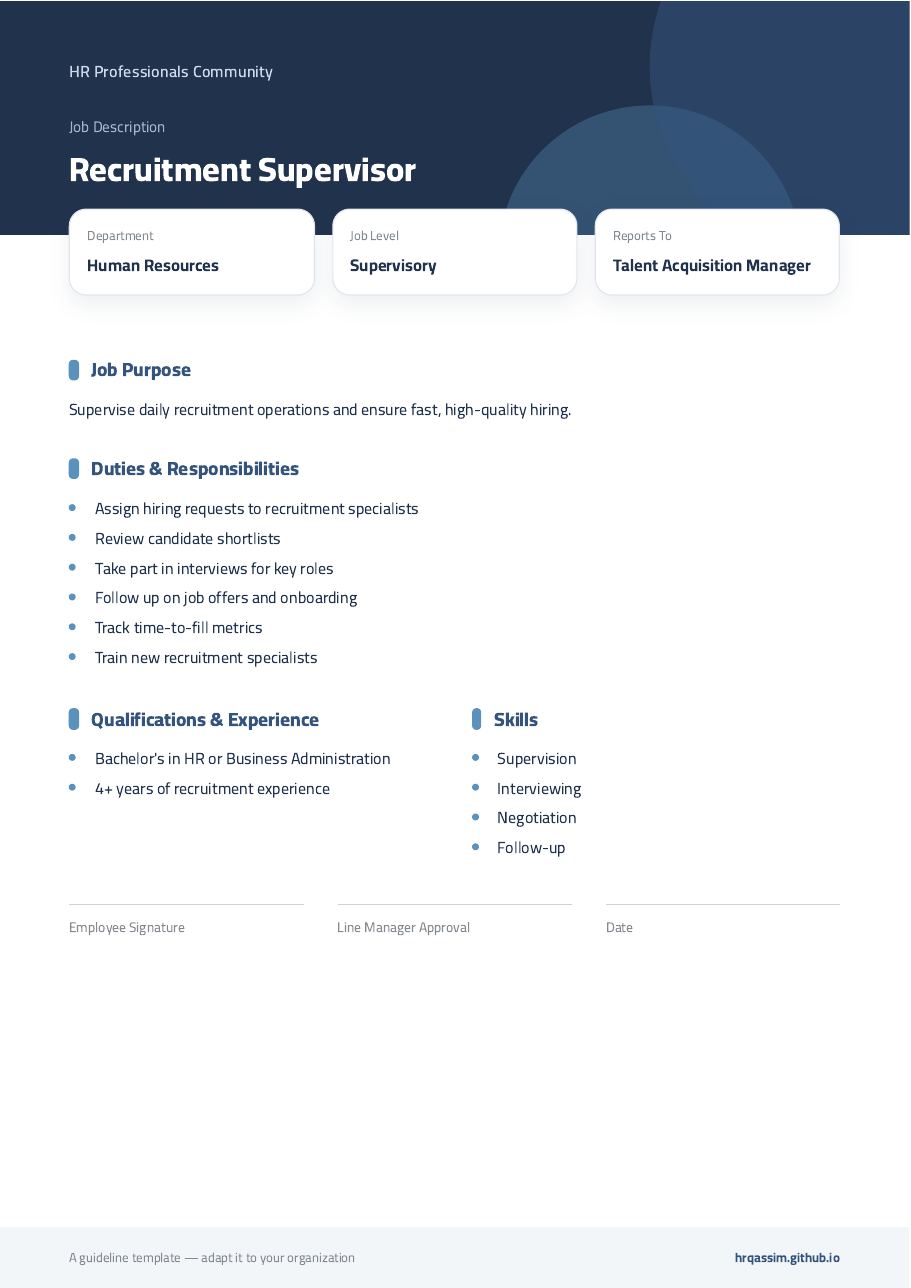 HR Professionals Community
Job Description
Recruitment Supervisor
Department
Human Resources
Job Level
Supervisory
Reports To
Talent Acquisition Manager
Job Purpose
Supervise daily recruitment operations and ensure fast, high-quality hiring.
Duties & Responsibilities
Assign hiring requests to recruitment specialists
Review candidate shortlists
Take part in interviews for key roles
Follow up on job offers and onboarding
Track time-to-fill metrics
Train new recruitment specialists
Qualifications & Experience
Bachelor's in HR or Business Administration
4+ years of recruitment experience
Skills
Supervision
Interviewing
Negotiation
Follow-up
Employee Signature
Line Manager Approval
Date
A guideline template — adapt it to your organization
hrqassim.github.io